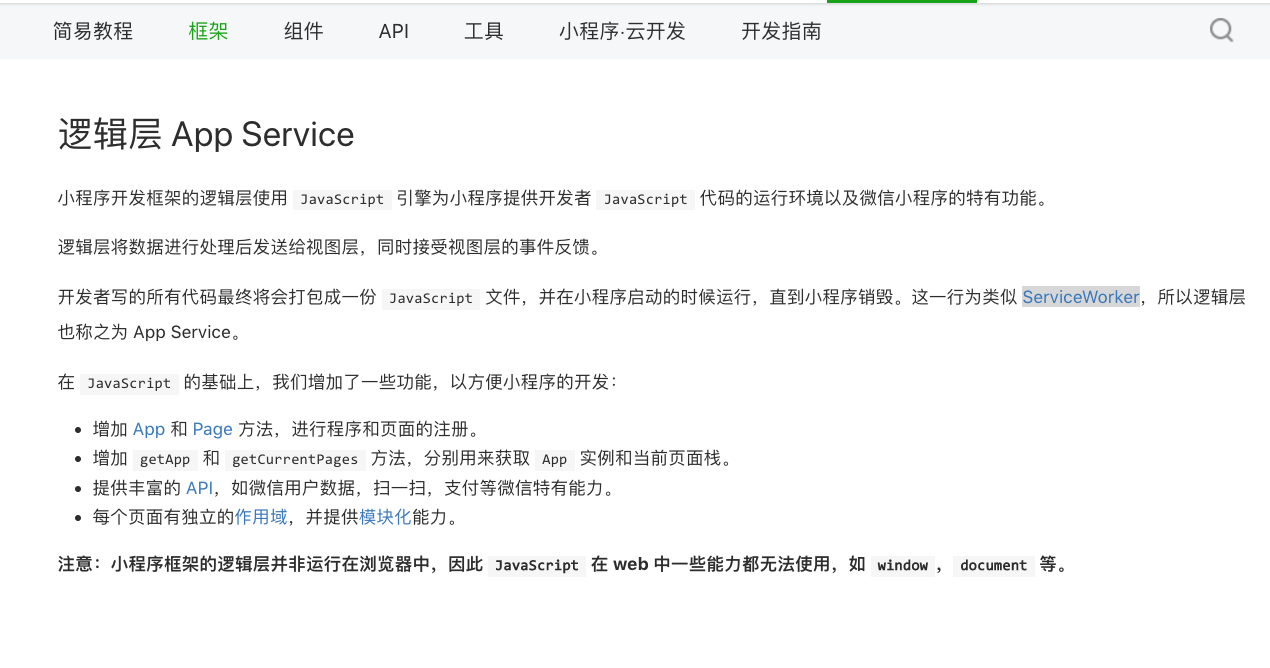 简易教程 框架 组件 API 工具 小程序·云开发 开发指南
逻辑层 App Service
小程序开发框架的逻辑层使用 JavaScript 引擎为小程序提供开发者 JavaScript 代码的运行环境以及微信小程序的特有功能。
逻辑层将数据进行处理后发送给视图层，同时接受视图层的事件反馈。
开发者写的所有代码最终将会打包成一份 JavaScript 文件，并在小程序启动的时候运行，直到小程序销毁。这一行为类似 ServiceWorker，所以逻辑层
也称之为 App Service。
在 JavaScript 的基础上，我们增加了一些功能，以方便小程序的开发：
• 增加 App 和 Page 方法，进行程序和页面的注册。
• 增加 getApp 和 getCurrentPages 方法，分别用来获取 App 实例和当前页面栈。
• 提供丰富的 API，如微信用户数据，扫一扫，支付等微信特有能力。
• 每个页面有独立的作用域，并提供模块化能力。
注意：小程序框架的逻辑层并非运行在浏览器中，因此 JavaScript 在 web 中一些能力都无法使用，如 window，document 等。